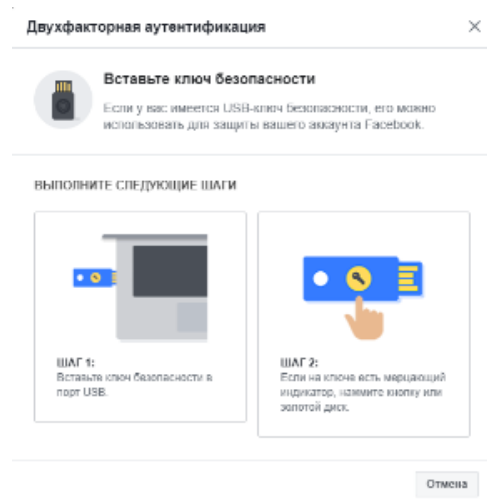 Двухфакторная аутентификация
Вставьте ключ безопасности
Если у вас имеется USB-ключ безопасности, его можно
использовать для защиты вашего аккаунта Facebook.
ВЫПОЛНИТЕ СЛЕДУЮЩИЕ ШАГИ
ШАГ 1:
Вставьте ключ безопасности в
порт USB.
ШАГ 2:
Если на ключе есть мерцающий
индикатор, нажмите кнопку или
золотой диск.
Отмена